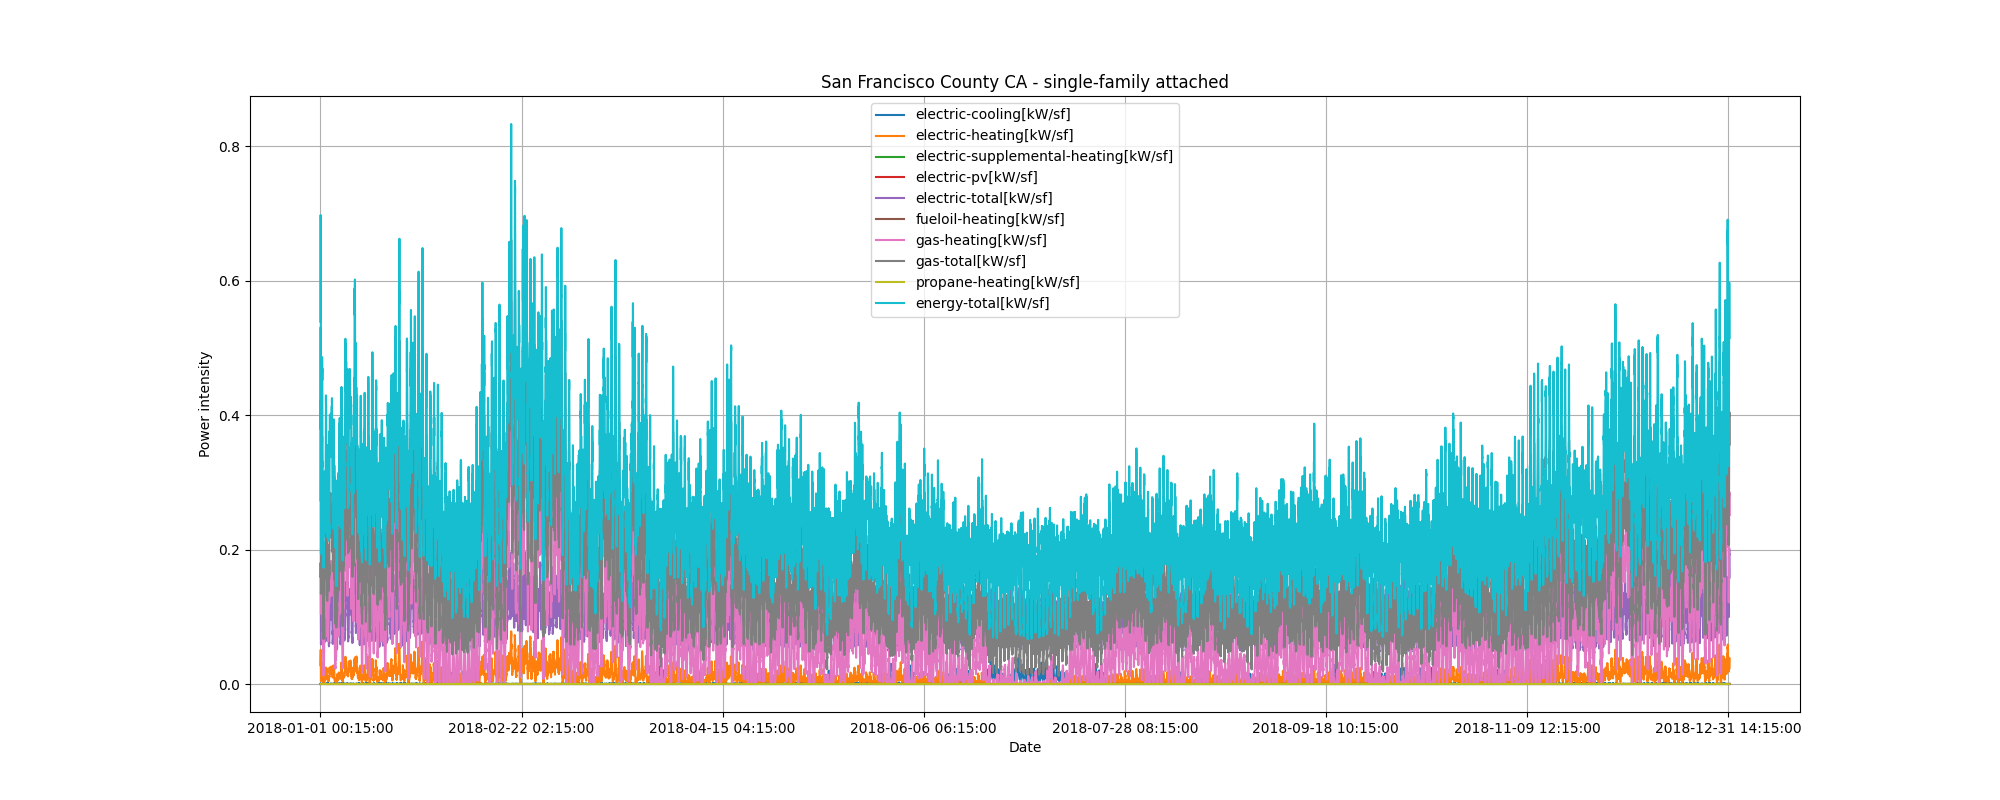 San Francisco County CA - single-family attached
electric-cooling[kW/sf]
electric-heating[kW/sf]
electric-supplemental-heating[kW/sf]
electric-pv[kW/sf]
electric-total[kW/sf]
fueloil-heating[kW/sf]
gas-heating[kW/sf]
gas-total[kW/sf]
propane-heating[kW/sf]
energy-total[kW/sf]
Power intensity
0.8
0.6
0.4
0.2
0.0
2018-01-01 00:15:00 2018-02-22 02:15:00 2018-04-15 04:15:00 2018-06-06 06:15:00 2018-07-28 08:15:00 2018-09-18 10:15:00 2018-11-09 12:15:00 2018-12-31 14:15:00
Date